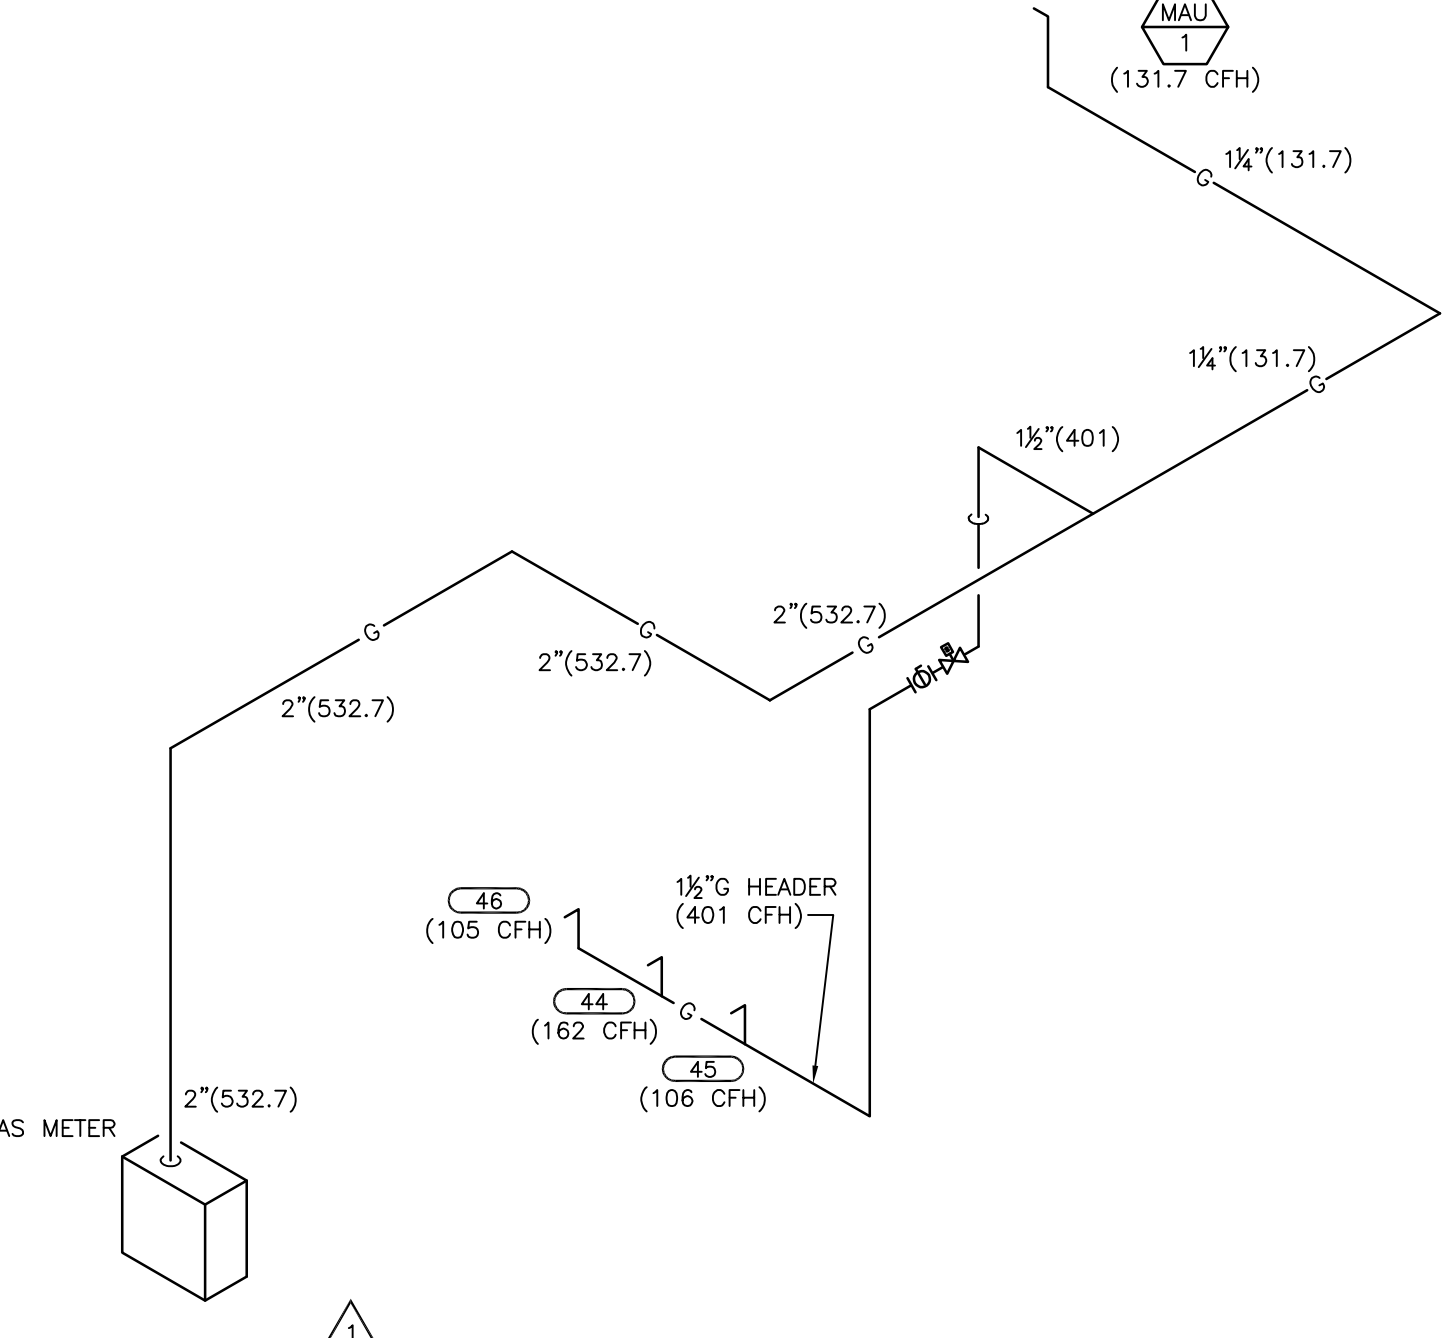 MAU
1
(131.7 CFH)
1¼"(131.7)
G
1¼"(131.7)
G
1½"(401)
2"(532.7)
G
G
G
2"(532.7)
2"(532.7)
46
(105 CFH)
1½"G HEADER
(401 CFH)
44
(162 CFH)
G
45
(106 CFH)
2"(532.7)
AS METER
1